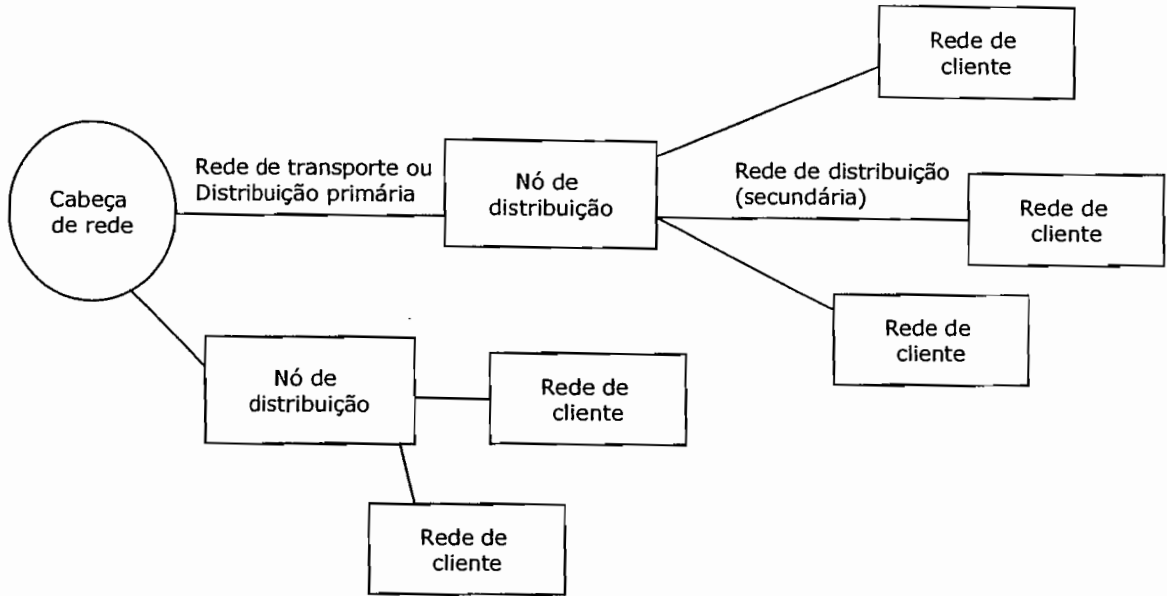 Rede de
cliente
Cabeça
de rede
Rede de transporte ou
Distribuição primária
Nó de
distribuição
Rede de distribuição
(secundária)
Rede de
cliente
Rede de
cliente
Nó de
distribuição
Rede de
cliente
Rede de
cliente